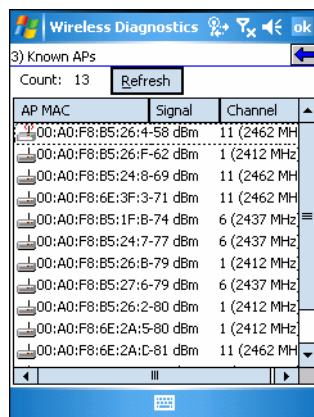 Wireless Diagnostics ok
3) Known APs
Count: 13 Refresh
AP MAC Signal Channel
00:A0:F8:B5:26:4 -58 dBm 11 (2462 MH
00:A0:F8:B5:26:F -62 dBm 1 (2412 MHz
00:A0:F8:B5:24:8 -69 dBm 11 (2462 MH
00:A0:F8:6E:3F:3 -71 dBm 11 (2462 MH
00:A0:F8:B5:1F:B -74 dBm 6 (2437 MHz
00:A0:F8:B5:24:7 -77 dBm 6 (2437 MHz
00:A0:F8:B5:26:B -79 dBm 1 (2412 MHz
00:A0:F8:B5:27:6 -79 dBm 6 (2437 MHz
00:A0:F8:B5:26:2 -80 dBm 1 (2412 MHz
00:A0:F8:6E:2A:5 -80 dBm 1 (2412 MHz
00:A0:F8:6E:2A:D -81 dBm 11 (2462 MH